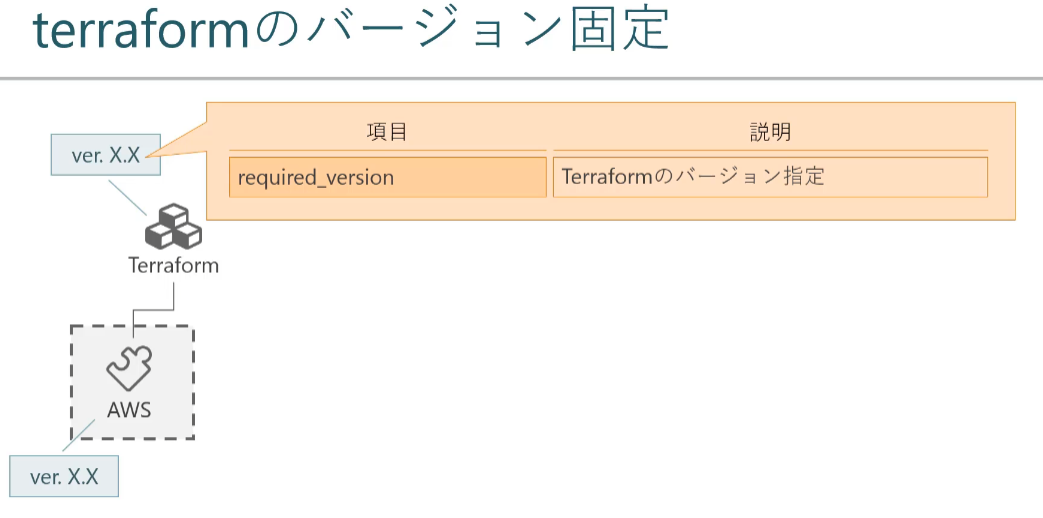 terraformのバージョン固定
ver. X.X
項目
説明
required_version
Terraformのバージョン指定
Terraform
AWS
ver. X.X